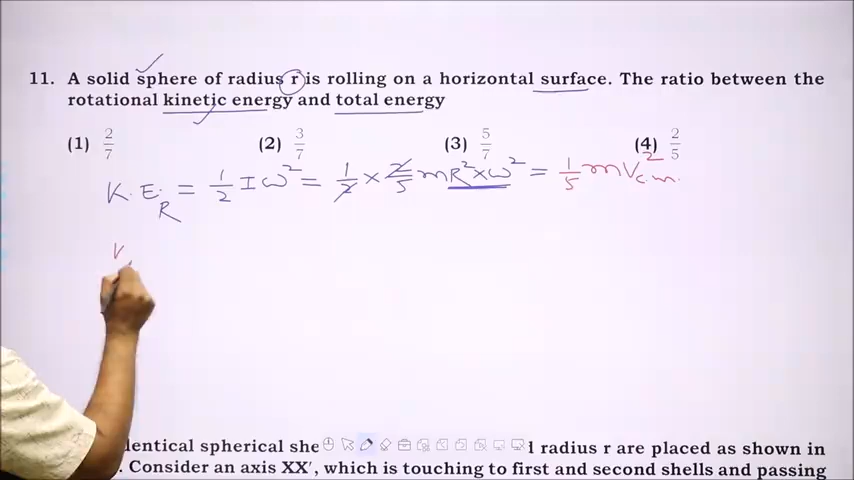 11. A solid sphere of radius r is rolling on a horizontal surface. The ratio between the
rotational kinetic energy and total energy
(1) 2/7 (2) 3/7 (3) 5/7 (4) 2/5
K.E._R = 1/2 Iω² = 1/2 × 2/5 mR²×ω² = 1/5 mV²c.m.
V
dentical spherical she
l radius r are placed as shown in
. Consider an axis XX′, which is touching to first and second shells and passing